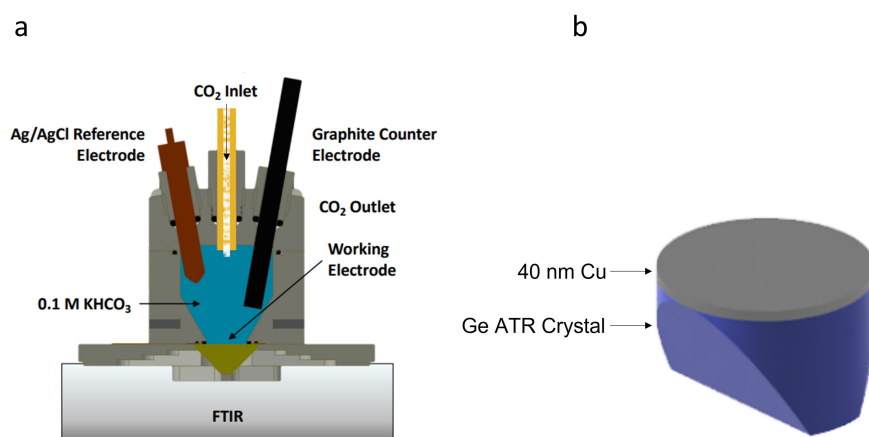 a
b
CO₂ Inlet
Ag/AgCl Reference
Electrode
Graphite Counter
Electrode
CO₂ Outlet
Working
Electrode
0.1 M KHCO₃
FTIR
40 nm Cu
Ge ATR Crystal